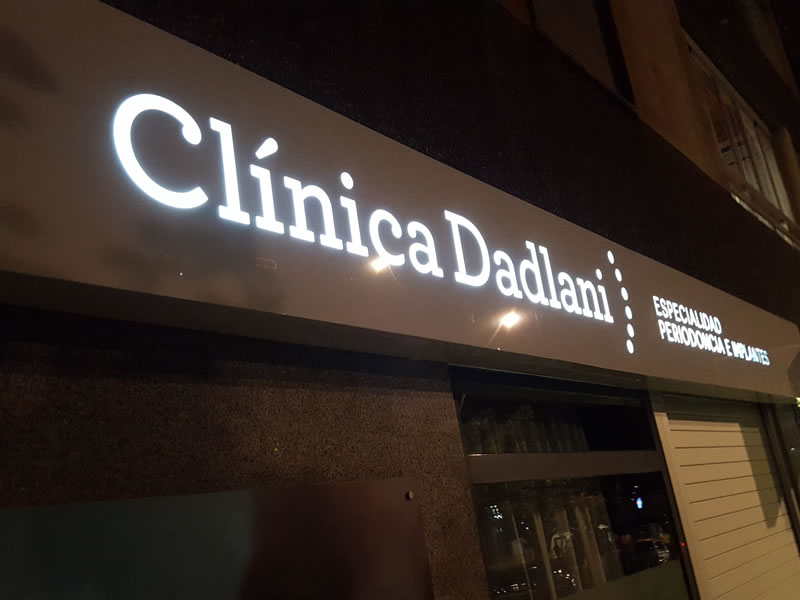 Clínica Dadlani
ESPECIALIDAD
PERIODONCIA E IMPLANTES